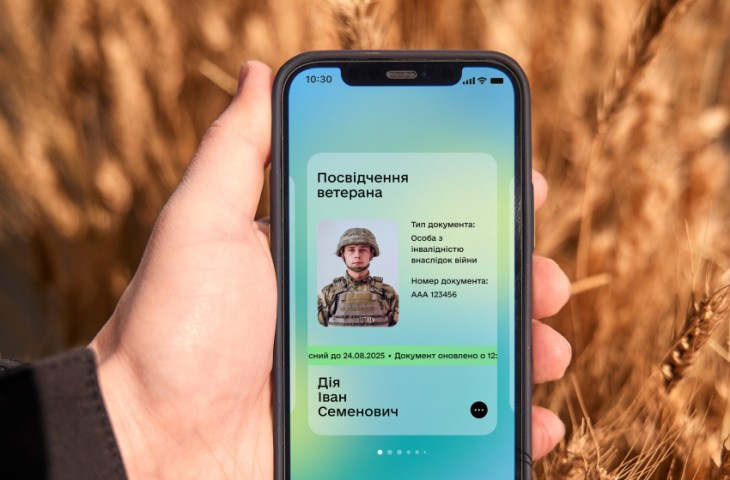 10:30
Посвідчення
ветерана
Тип документа:
Особа з
інвалідністю
внаслідок війни
Номер документа:
ААА 123456
сний до 24.08.2025 • Документ оновлено о 12:
Дія
Іван
Семенович